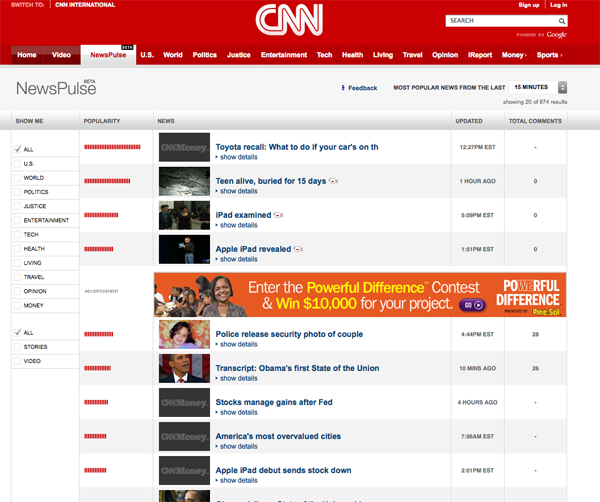 SWITCH TO: CNN INTERNATIONAL
Sign up Log in
CNN
SEARCH
POWERED BY Google
Home Video NewsPulse BETA U.S. World Politics Justice Entertainment Tech Health Living Travel Opinion iReport Money Sports
NewsPulse BETA
Feedback MOST POPULAR NEWS FROM THE LAST 15 MINUTES
showing 20 of 874 results
SHOW ME POPULARITY NEWS UPDATED TOTAL COMMENTS
ALL
U.S.
WORLD
POLITICS
JUSTICE
ENTERTAINMENT
TECH
HEALTH
LIVING
TRAVEL
OPINION
MONEY
ALL
STORIES
VIDEO
CNNMoney. Toyota recall: What to do if your car's on th 12:27PM EST -
show details
Teen alive, buried for 15 days 1 HOUR AGO 0
show details
iPad examined 5:09PM EST 0
show details
Apple iPad revealed 1:51PM EST 0
show details
ADVERTISEMENT
Enter the Powerful Difference™ Contest
& Win $10,000 for your project. GO
POWERFUL
DIFFERENCE™
PRESENTED BY Pine Sol
Police release security photo of couple 4:44PM EST 28
show details
Transcript: Obama's first State of the Union 10 MINS AGO 26
show details
CNNMoney. Stocks manage gains after Fed 4 HOURS AGO -
show details
CNNMoney. America's most overvalued cities 7:56AM EST -
show details
CNNMoney. Apple iPad debut sends stock down 2:01PM EST -
show details